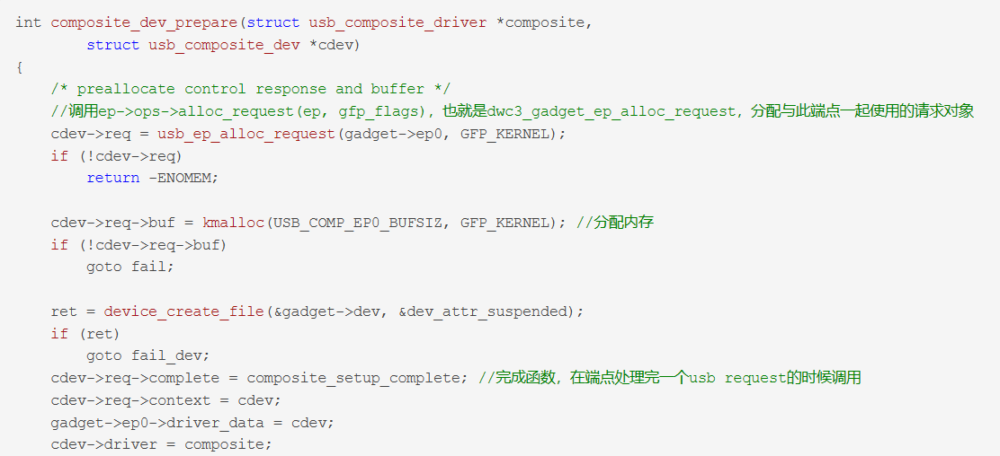 int composite_dev_prepare(struct usb_composite_driver *composite,
        struct usb_composite_dev *cdev)
{
    /* preallocate control response and buffer */
    //调用ep->ops->alloc_request(ep, gfp_flags)，也就是dwc3_gadget_ep_alloc_request，分配与此端点一起使用的请求对象
    cdev->req = usb_ep_alloc_request(gadget->ep0, GFP_KERNEL);
    if (!cdev->req)
        return -ENOMEM;

    cdev->req->buf = kmalloc(USB_COMP_EP0_BUFSIZ, GFP_KERNEL); //分配内存
    if (!cdev->req->buf)
        goto fail;

    ret = device_create_file(&gadget->dev, &dev_attr_suspended);
    if (ret)
        goto fail_dev;
    cdev->req->complete = composite_setup_complete; //完成函数，在端点处理完一个usb request的时候调用
    cdev->req->context = cdev;
    gadget->ep0->driver_data = cdev;
    cdev->driver = composite;